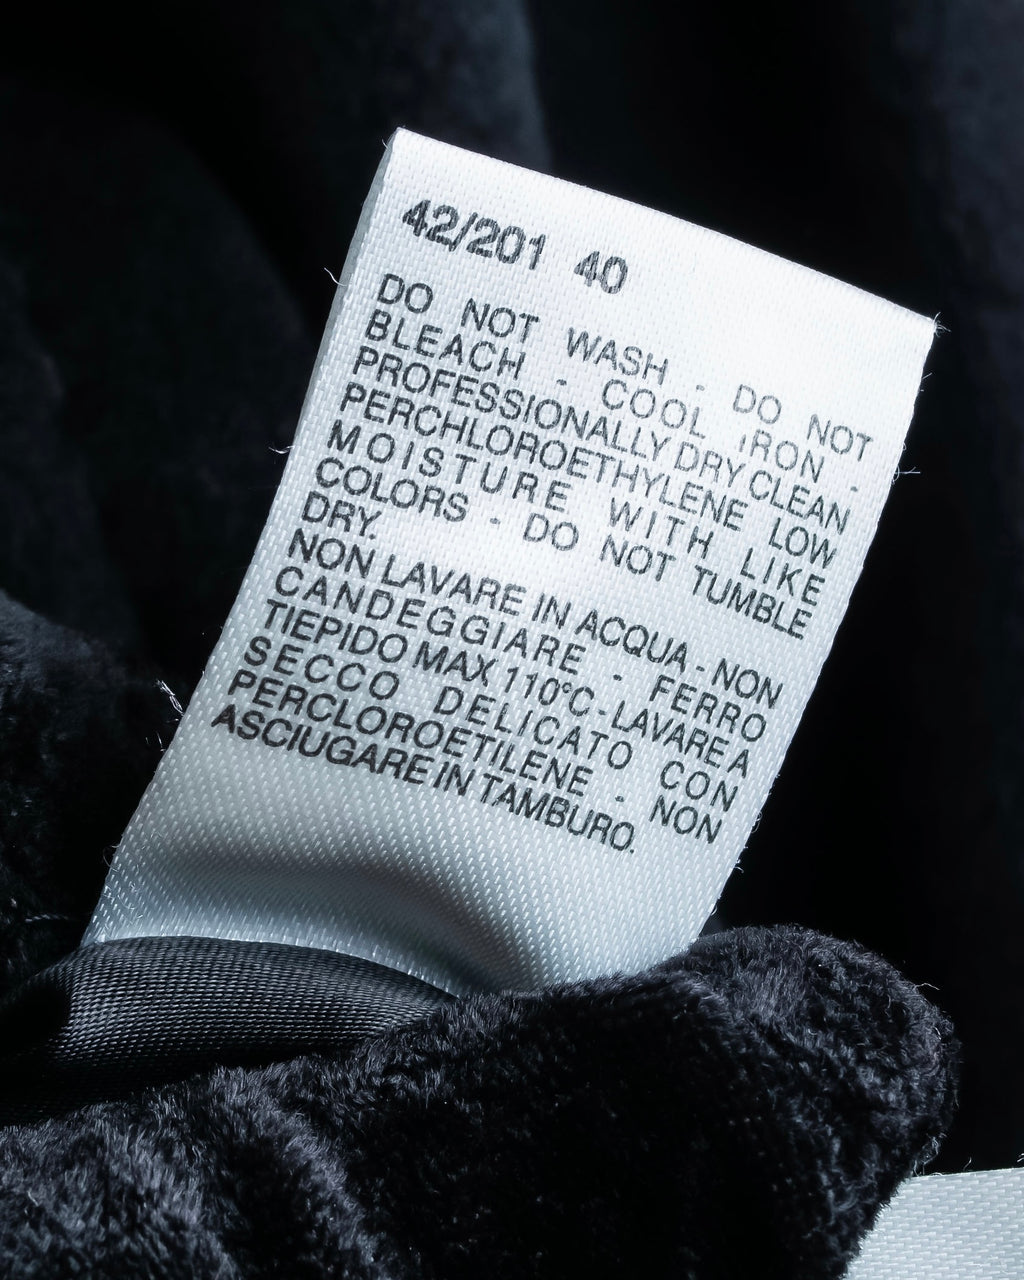 42/201 40
DO NOT WASH - DO NOT
BLEACH - COOL IRON -
PROFESSIONALLY DRY CLEAN
PERCHLOROETHYLENE LOW
MOISTURE WITH LIKE
COLORS - DO NOT TUMBLE
DRY.
NON LAVARE IN ACQUA - NON
CANDEGGIARE - FERRO
TIEPIDO MAX 110°C - LAVARE A
SECCO DELICATO CON
PERCLOROETILENE - NON
ASCIUGARE IN TAMBURO.